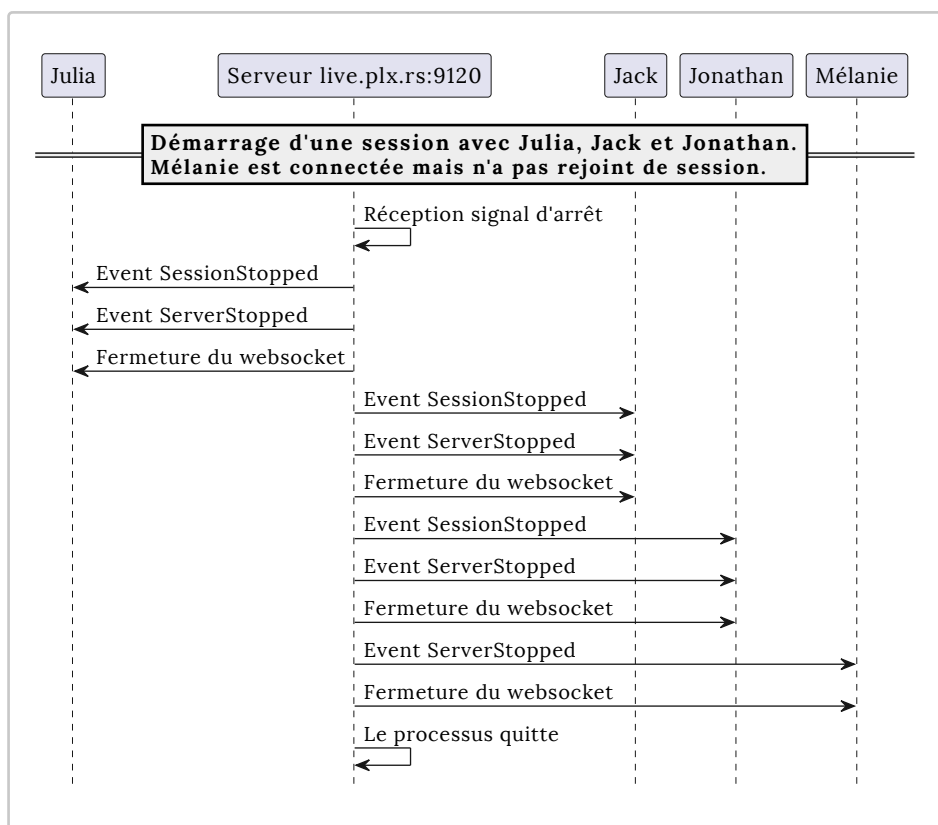 Julia
Serveur live.plx.rs:9120
Jack
Jonathan
Mélanie
Démarrage d'une session avec Julia, Jack et Jonathan.
Mélanie est connectée mais n'a pas rejoint de session.
Réception signal d'arrêt
Event SessionStopped
Event ServerStopped
Fermeture du websocket
Event SessionStopped
Event ServerStopped
Fermeture du websocket
Event SessionStopped
Event ServerStopped
Fermeture du websocket
Event ServerStopped
Fermeture du websocket
Le processus quitte